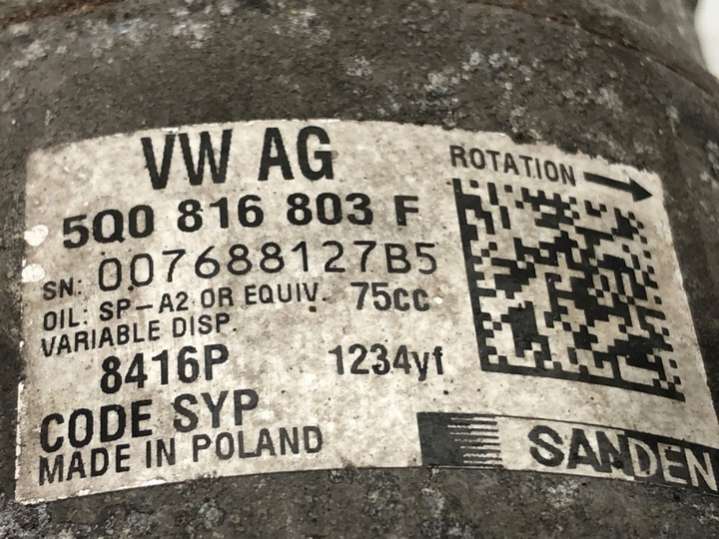 VW AG
ROTATION
5Q0 816 803 F
SN: 007688127B5
OIL: SP-A2 OR EQUIV. 75cc
VARIABLE DISP.
8416P 1234yf
CODE SYP
MADE IN POLAND
SANDEN